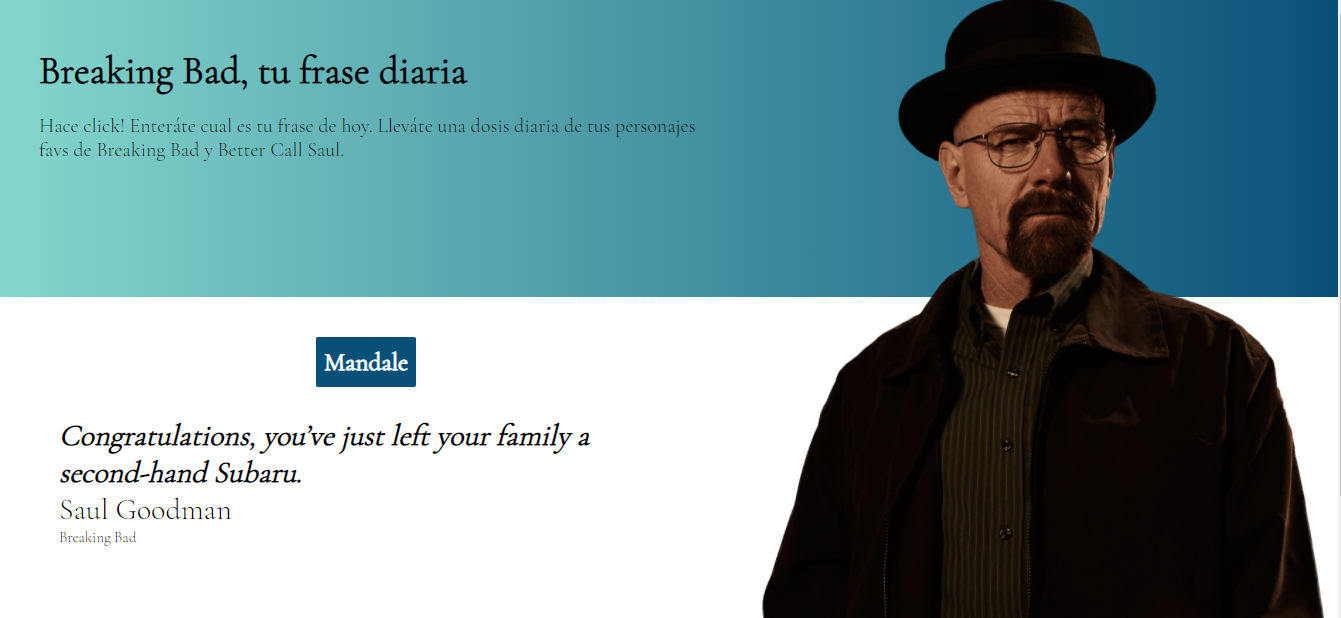 Breaking Bad, tu frase diaria
Hace click! Enteráte cual es tu frase de hoy. Lleváte una dosis diaria de tus personajes
favs de Breaking Bad y Better Call Saul.
Mandale
Congratulations, you’ve just left your family a
second-hand Subaru.
Saul Goodman
Breaking Bad